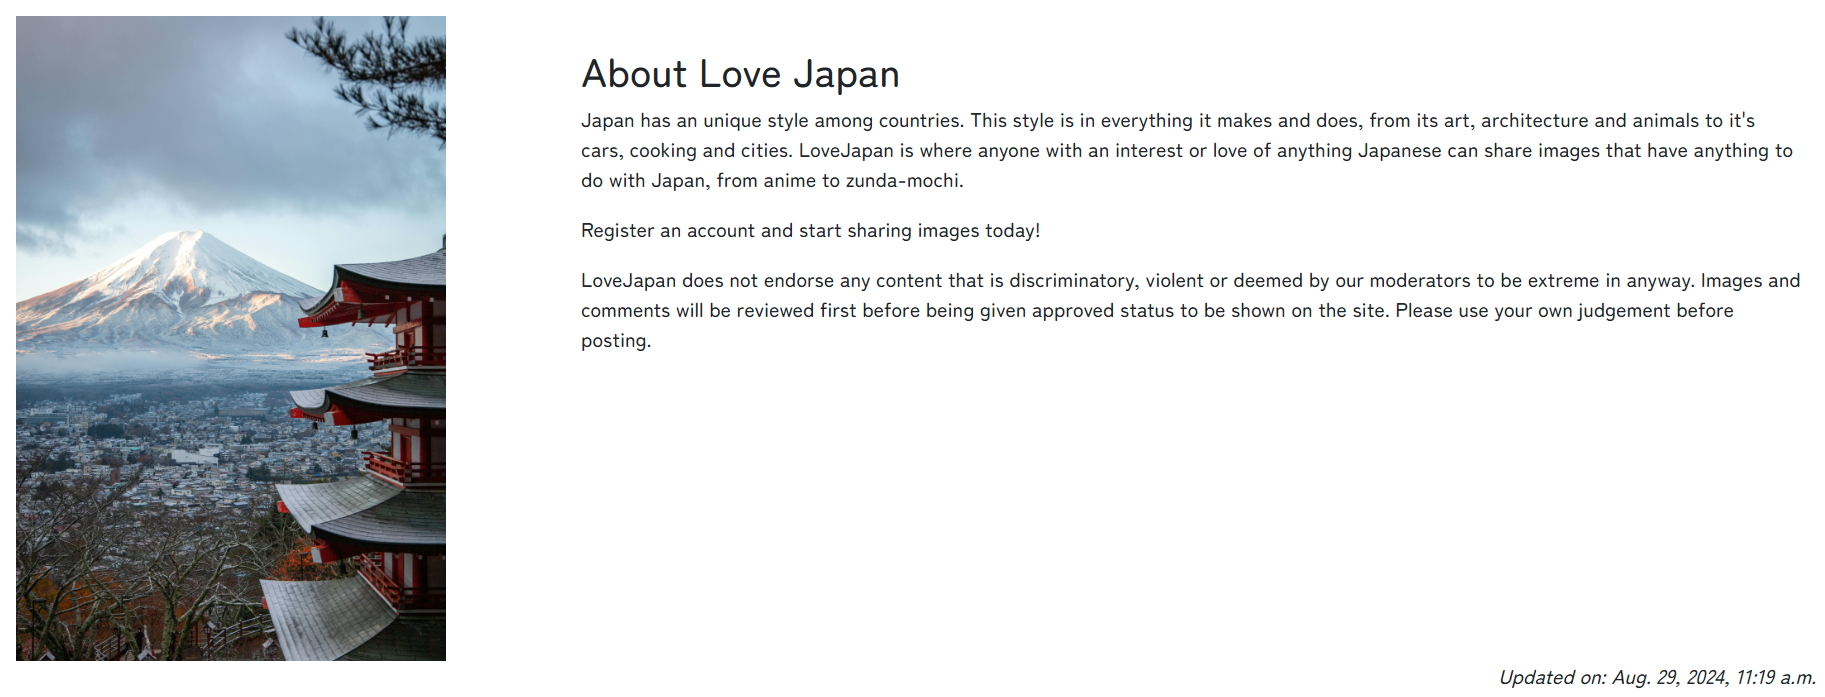 About Love Japan
Japan has an unique style among countries. This style is in everything it makes and does, from its art, architecture and animals to it's
cars, cooking and cities. LoveJapan is where anyone with an interest or love of anything Japanese can share images that have anything to
do with Japan, from anime to zunda-mochi.
Register an account and start sharing images today!
LoveJapan does not endorse any content that is discriminatory, violent or deemed by our moderators to be extreme in anyway. Images and
comments will be reviewed first before being given approved status to be shown on the site. Please use your own judgement before
posting.
Updated on: Aug. 29, 2024, 11:19 a.m.